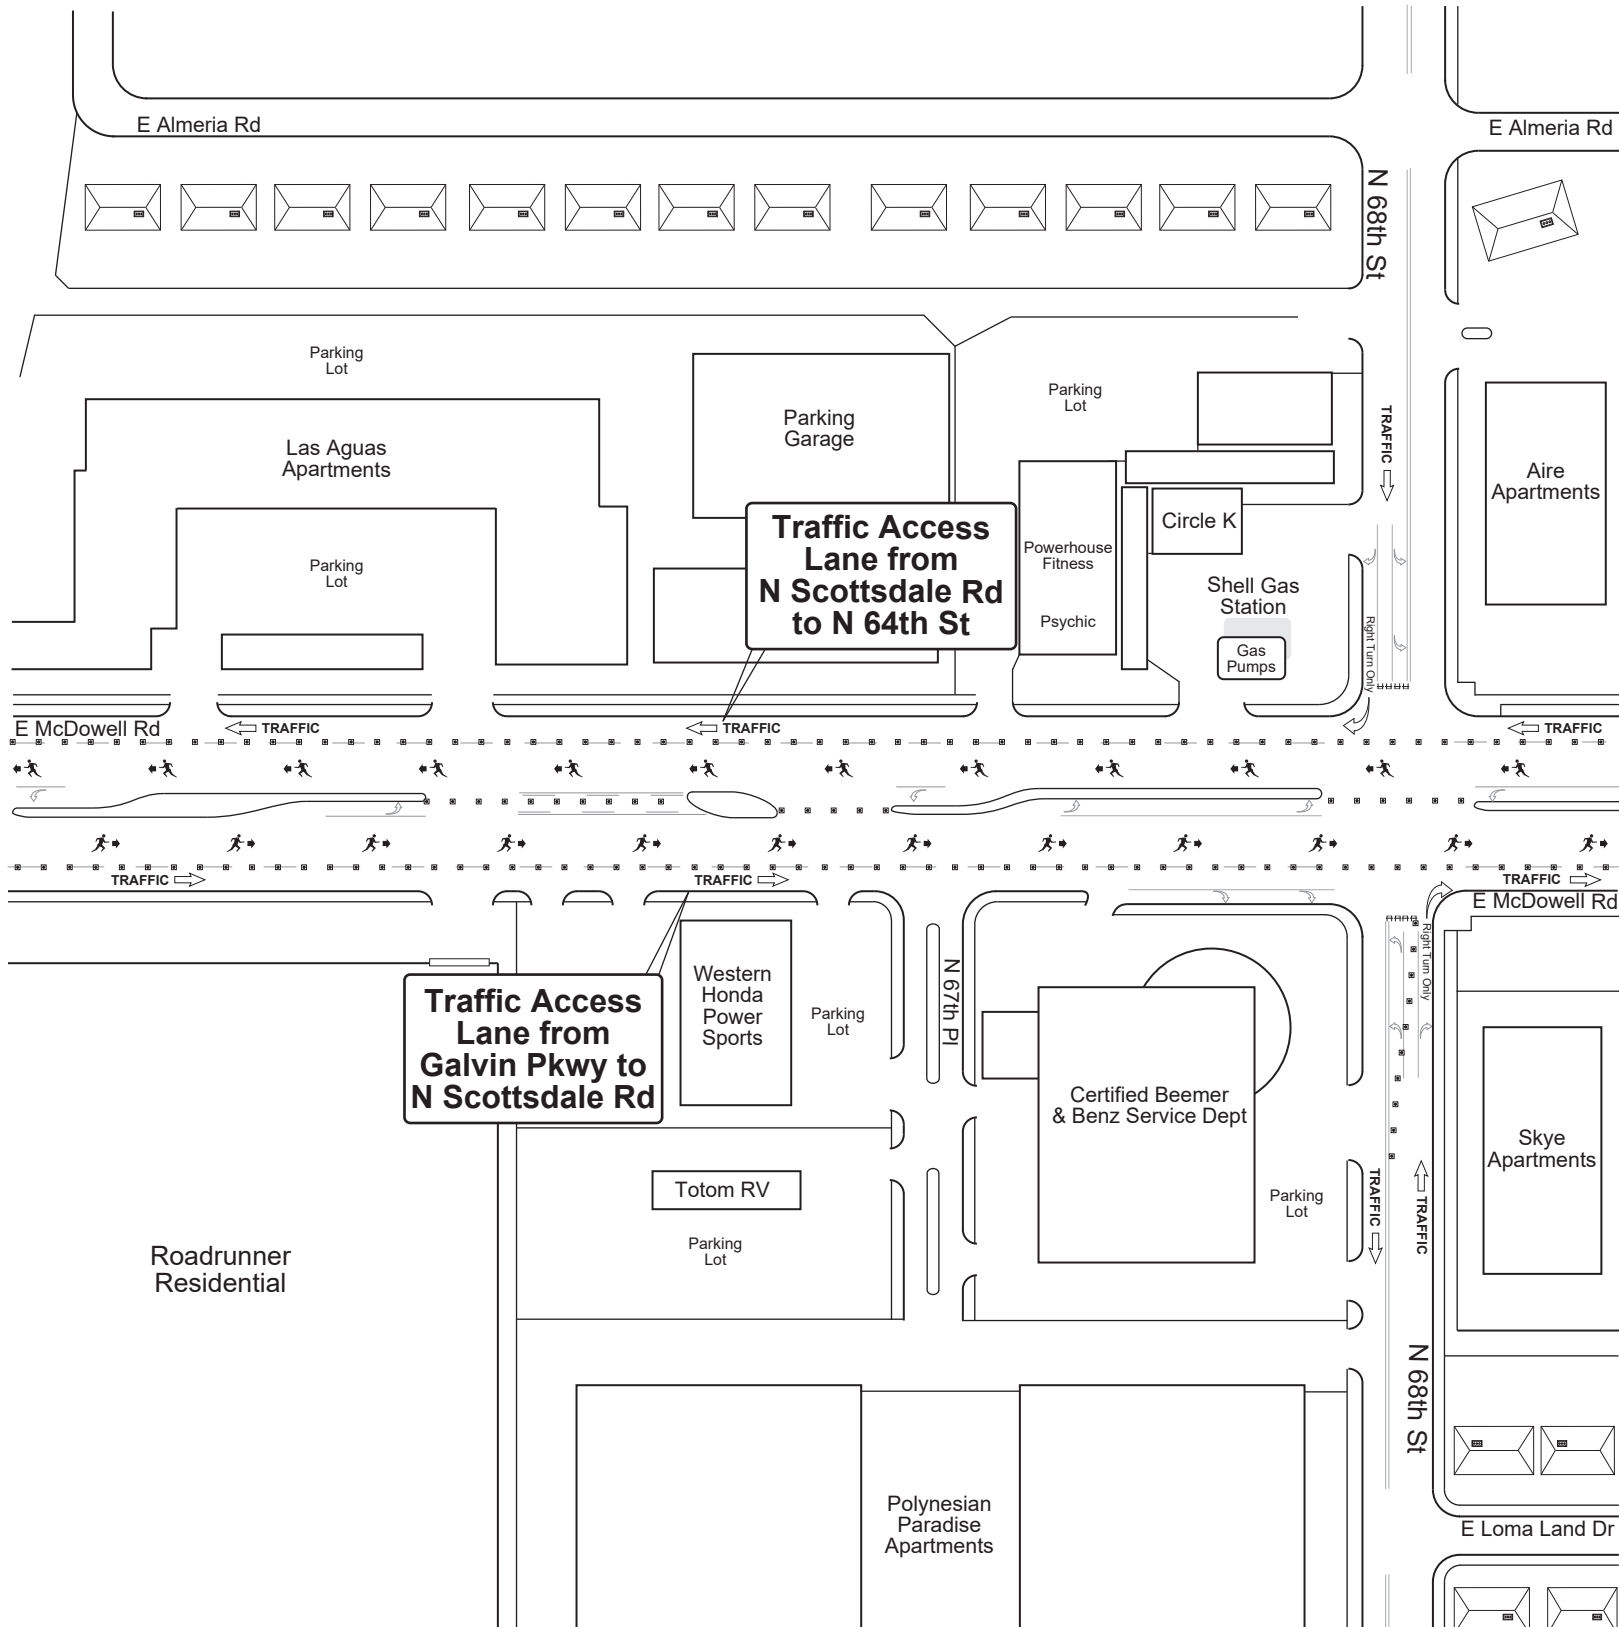 E Almeria Rd
E Almeria Rd
N 68th St
Parking
Lot
Las Aguas
Apartments
Parking
Lot
Parking
Garage
Parking
Lot
TRAFFIC
Aire
Apartments
Traffic Access
Lane from
N Scottsdale Rd
to N 64th St
Powerhouse
Fitness
Psychic
Circle K
Shell Gas
Station
Gas
Pumps
Right Turn Only
E McDowell Rd
TRAFFIC
TRAFFIC
TRAFFIC
TRAFFIC
TRAFFIC
TRAFFIC
E McDowell Rd
Right Turn Only
Traffic Access
Lane from
Galvin Pkwy to
N Scottsdale Rd
Western
Honda
Power
Sports
Parking
Lot
N 67th Pl
Certified Beemer
& Benz Service Dept
Skye
Apartments
Totom RV
Parking
Lot
Parking
Lot
TRAFFIC
TRAFFIC
Roadrunner
Residential
N 68th St
Polynesian
Paradise
Apartments
E Loma Land Dr